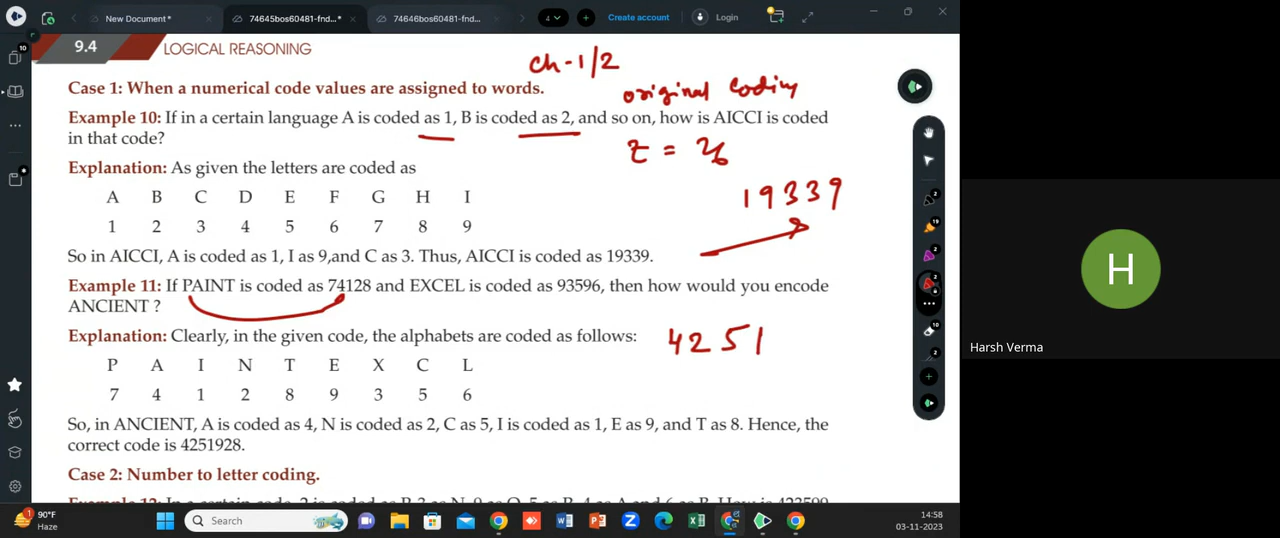 New Document *
74645bos60481-fnd...*
74646bos60481-fnd...
4
Create account
Login
9.4 LOGICAL REASONING
ch-1/2
Case 1: When a numerical code values are assigned to words.
original coding
Example 10: If in a certain language A is coded as 1, B is coded as 2, and so on, how is AICCI is coded
in that code?
Z = 26
Explanation: As given the letters are coded as
A B C D E F G H I
19339
1 2 3 4 5 6 7 8 9
So in AICCI, A is coded as 1, I as 9,and C as 3. Thus, AICCI is coded as 19339.
Example 11: If PAINT is coded as 74128 and EXCEL is coded as 93596, then how would you encode
ANCIENT ?
Explanation: Clearly, in the given code, the alphabets are coded as follows:
4251
P A I N T E X C L
7 4 1 2 8 9 3 5 6
So, in ANCIENT, A is coded as 4, N is coded as 2, C as 5, I is coded as 1, E as 9, and T as 8. Hence, the
correct code is 4251928.
Case 2: Number to letter coding.
H
Harsh Verma
90°F
Haze
Search
14:58
03-11-2023